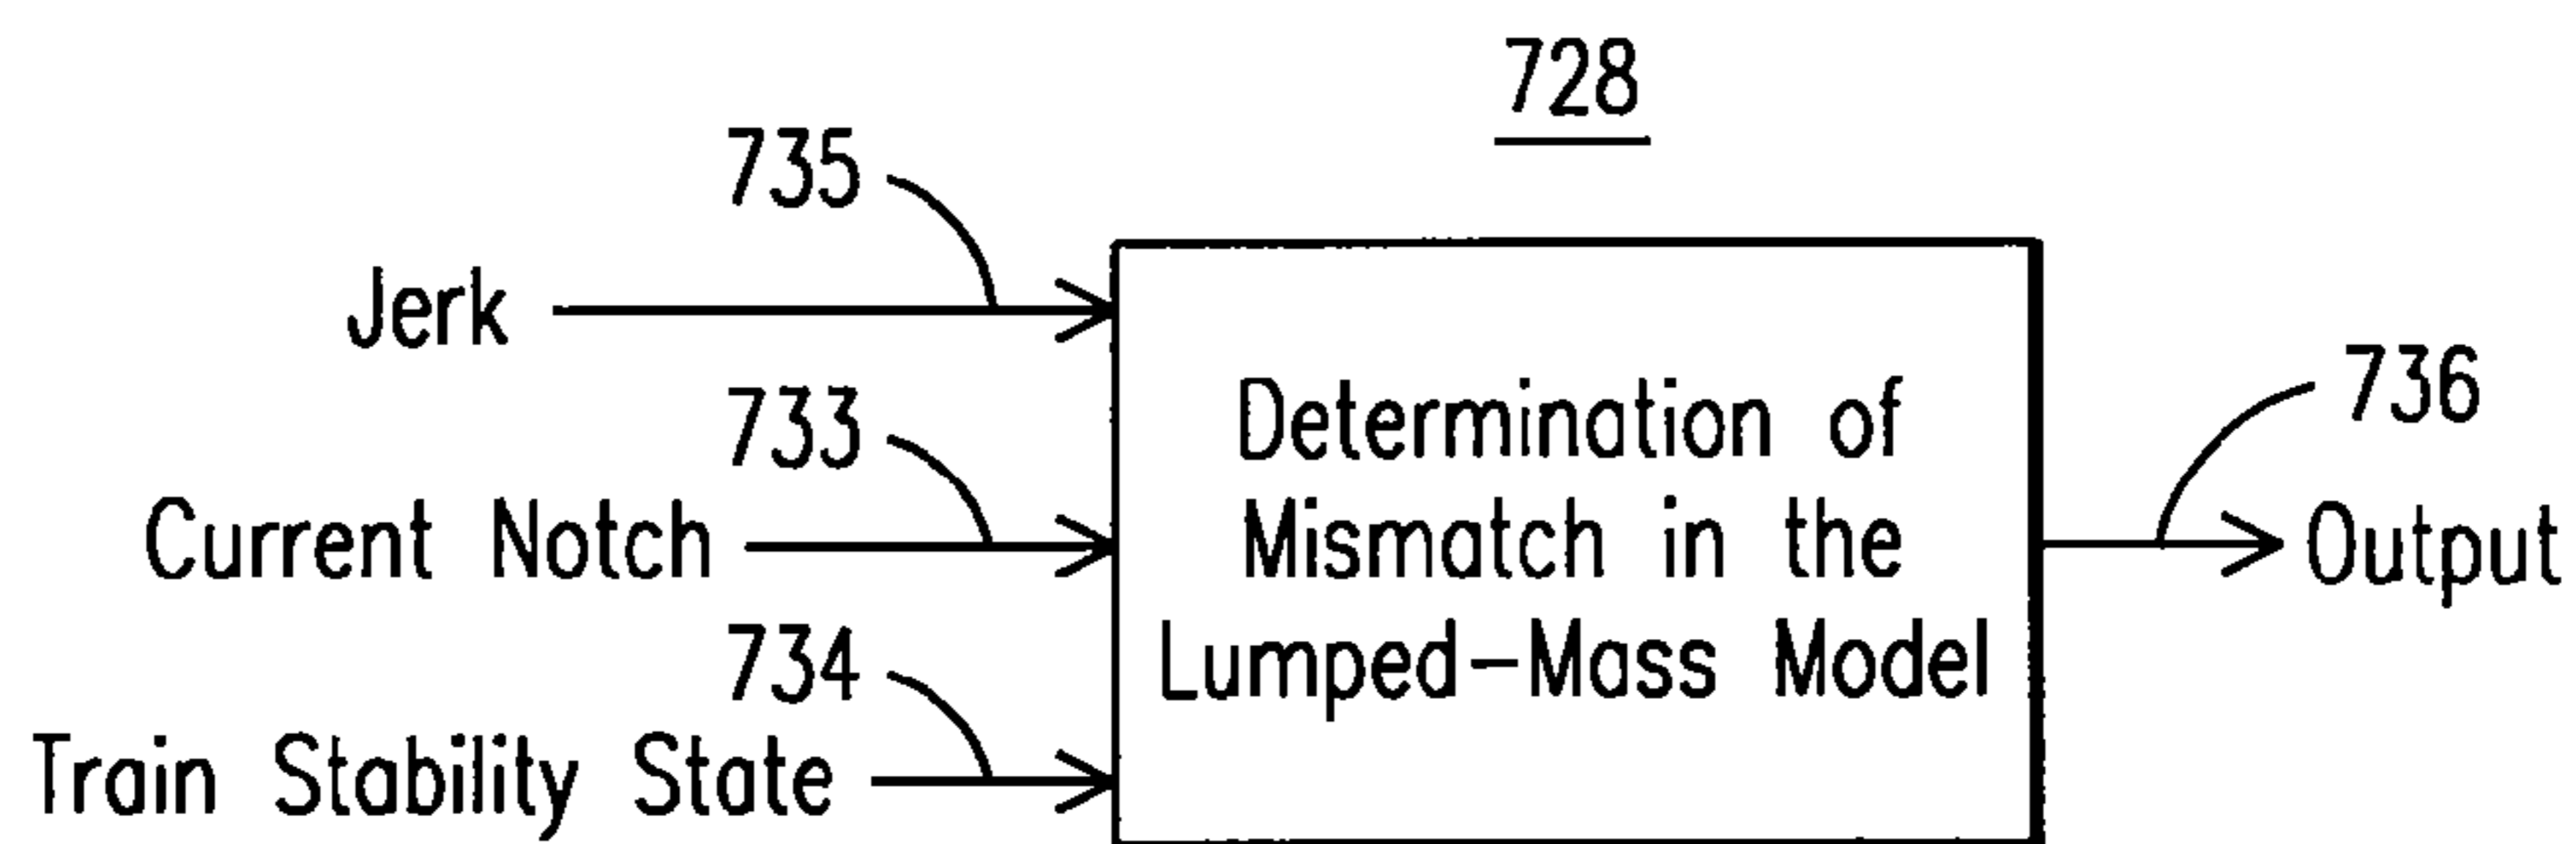 728
735
Jerk
733
Current Notch
734
Train Stability State
Determination of
Mismatch in the
Lumped-Mass Model
736
Output